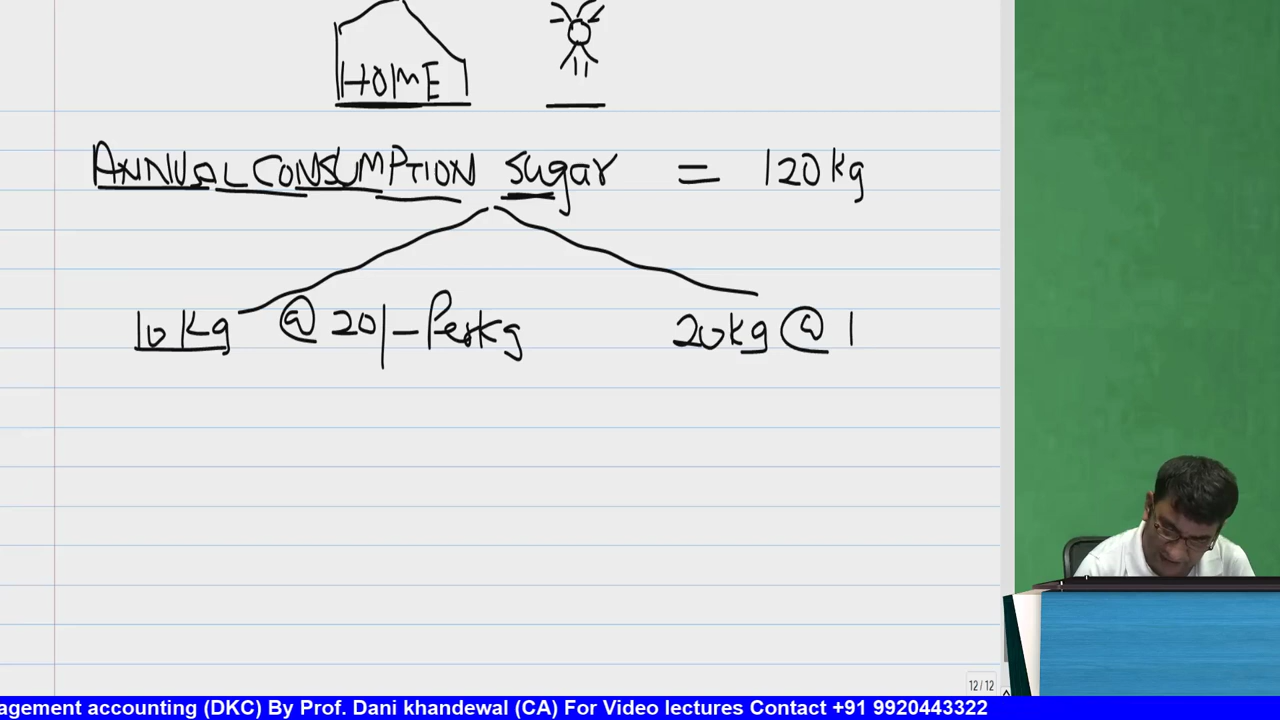 HOME
ANNUAL CONSUMPTION sugar = 120 kg
10 Kg @ 20/- Per kg 20 kg @ 1
12/12
agement accounting (DKC) By Prof. Dani khandewal (CA) For Video lectures Contact +91 9920443322